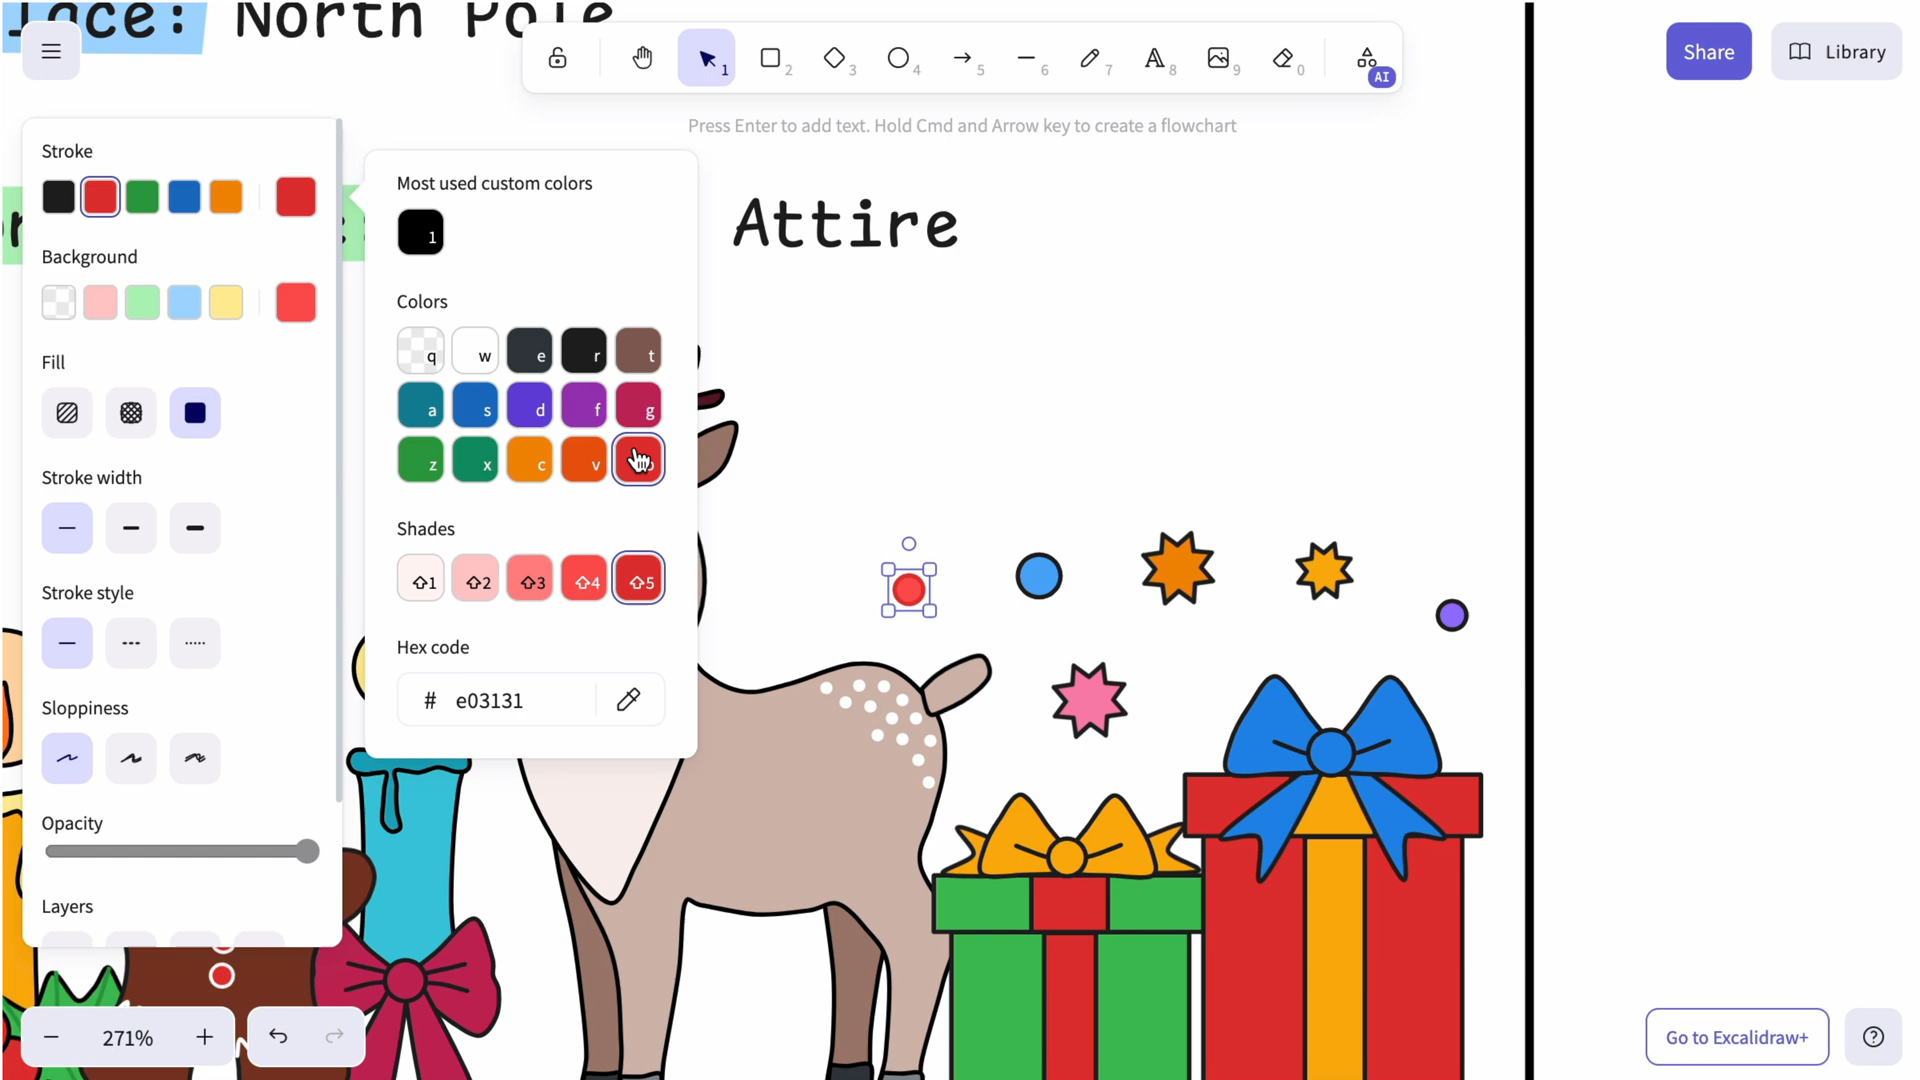 lace: North Pole
1
2
3
4
5
6
7
8
9
0
AI
Share
Library
Press Enter to add text. Hold Cmd and Arrow key to create a flowchart
Attire
Stroke
Background
Fill
Stroke width
Stroke style
Sloppiness
Opacity
Layers
Most used custom colors
1
Colors
q w e r t
a s d f g
z x c v
Shades
⇧1 ⇧2 ⇧3 ⇧4 ⇧5
Hex code
# e03131
− 271% +
Go to Excalidraw+